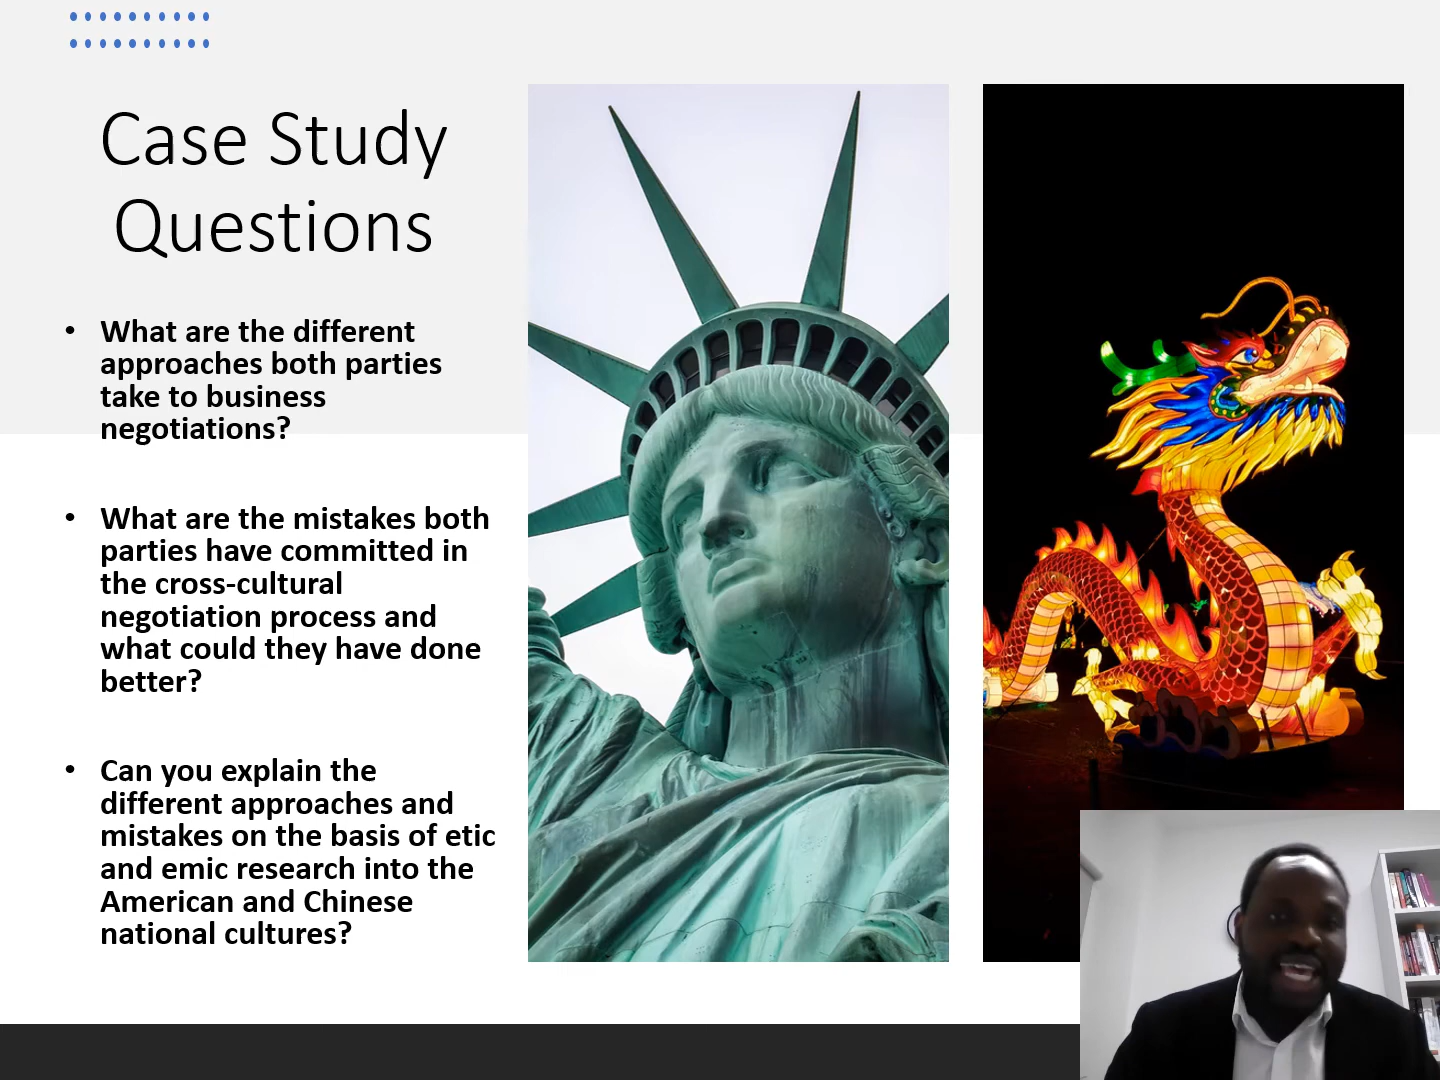 Case Study
Questions
• What are the different
approaches both parties
take to business
negotiations?
• What are the mistakes both
parties have committed in
the cross-cultural
negotiation process and
what could they have done
better?
• Can you explain the
different approaches and
mistakes on the basis of etic
and emic research into the
American and Chinese
national cultures?